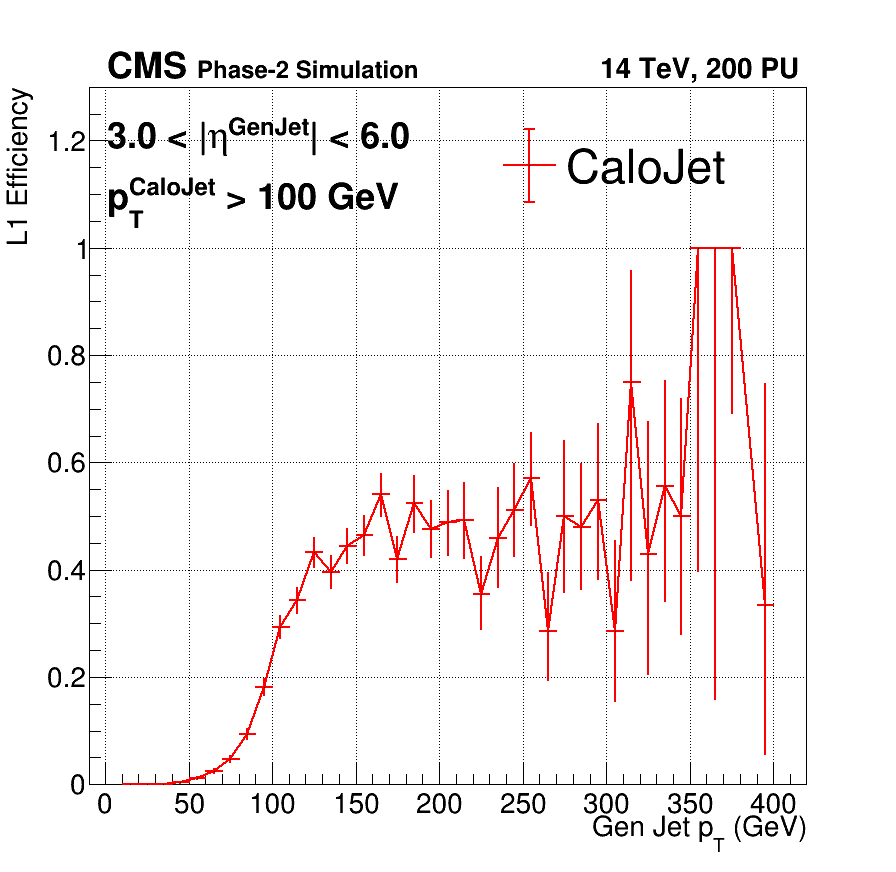 CMS Phase-2 Simulation 14 TeV, 200 PU
L1 Efficiency
3.0 < |η^GenJet| < 6.0
p_T^CaloJet > 100 GeV
CaloJet
1.2
1
0.8
0.6
0.4
0.2
0
0 50 100 150 200 250 300 350 400
Gen Jet p_T (GeV)